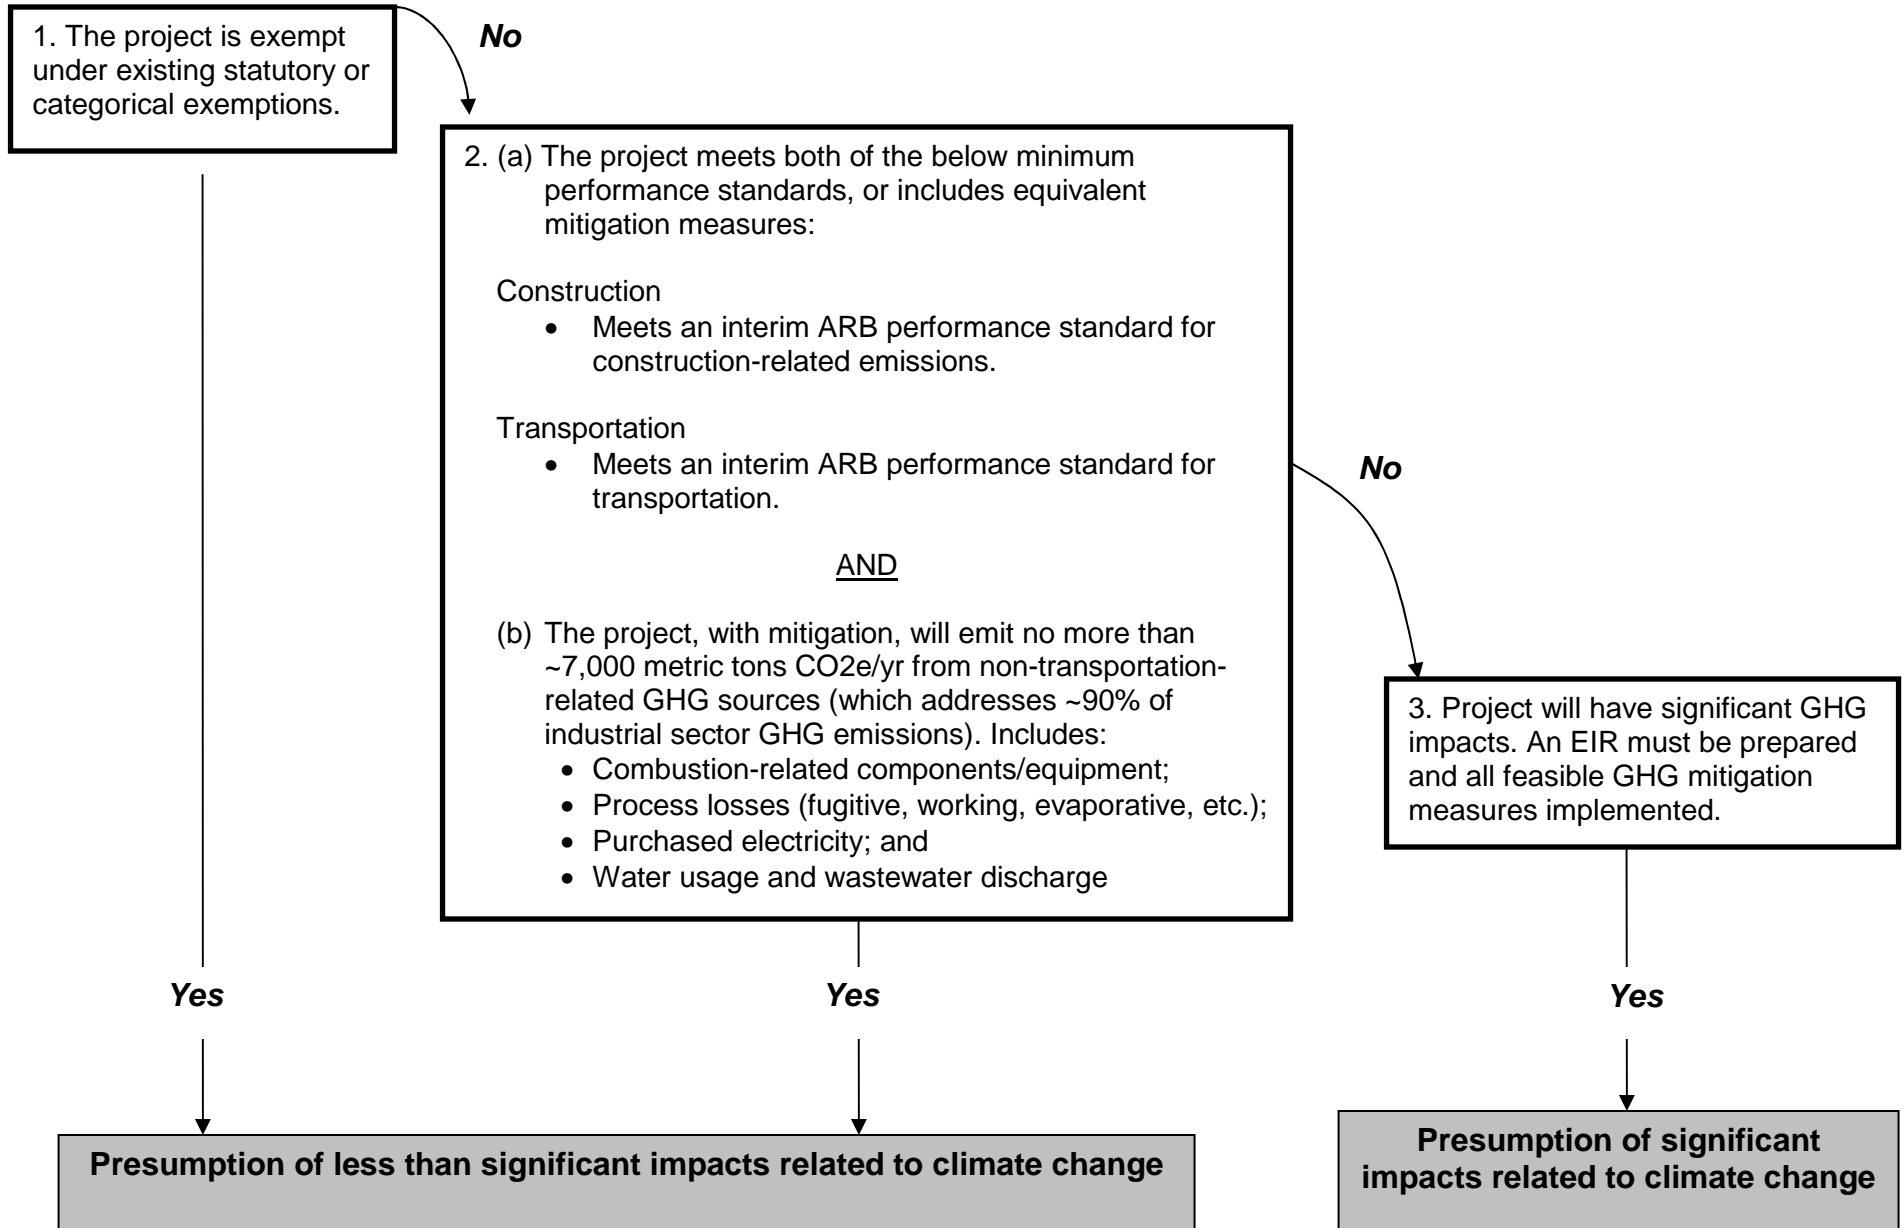 1. The project is exempt
under existing statutory or
categorical exemptions.
No
2. (a) The project meets both of the below minimum
performance standards, or includes equivalent
mitigation measures:
Construction
• Meets an interim ARB performance standard for
construction-related emissions.
Transportation
• Meets an interim ARB performance standard for
transportation.
AND
(b) The project, with mitigation, will emit no more than
~7,000 metric tons CO2e/yr from non-transportation-
related GHG sources (which addresses ~90% of
industrial sector GHG emissions). Includes:
• Combustion-related components/equipment;
• Process losses (fugitive, working, evaporative, etc.);
• Purchased electricity; and
• Water usage and wastewater discharge
No
3. Project will have significant GHG
impacts. An EIR must be prepared
and all feasible GHG mitigation
measures implemented.
Yes
Yes
Yes
Presumption of less than significant impacts related to climate change
Presumption of significant
impacts related to climate change